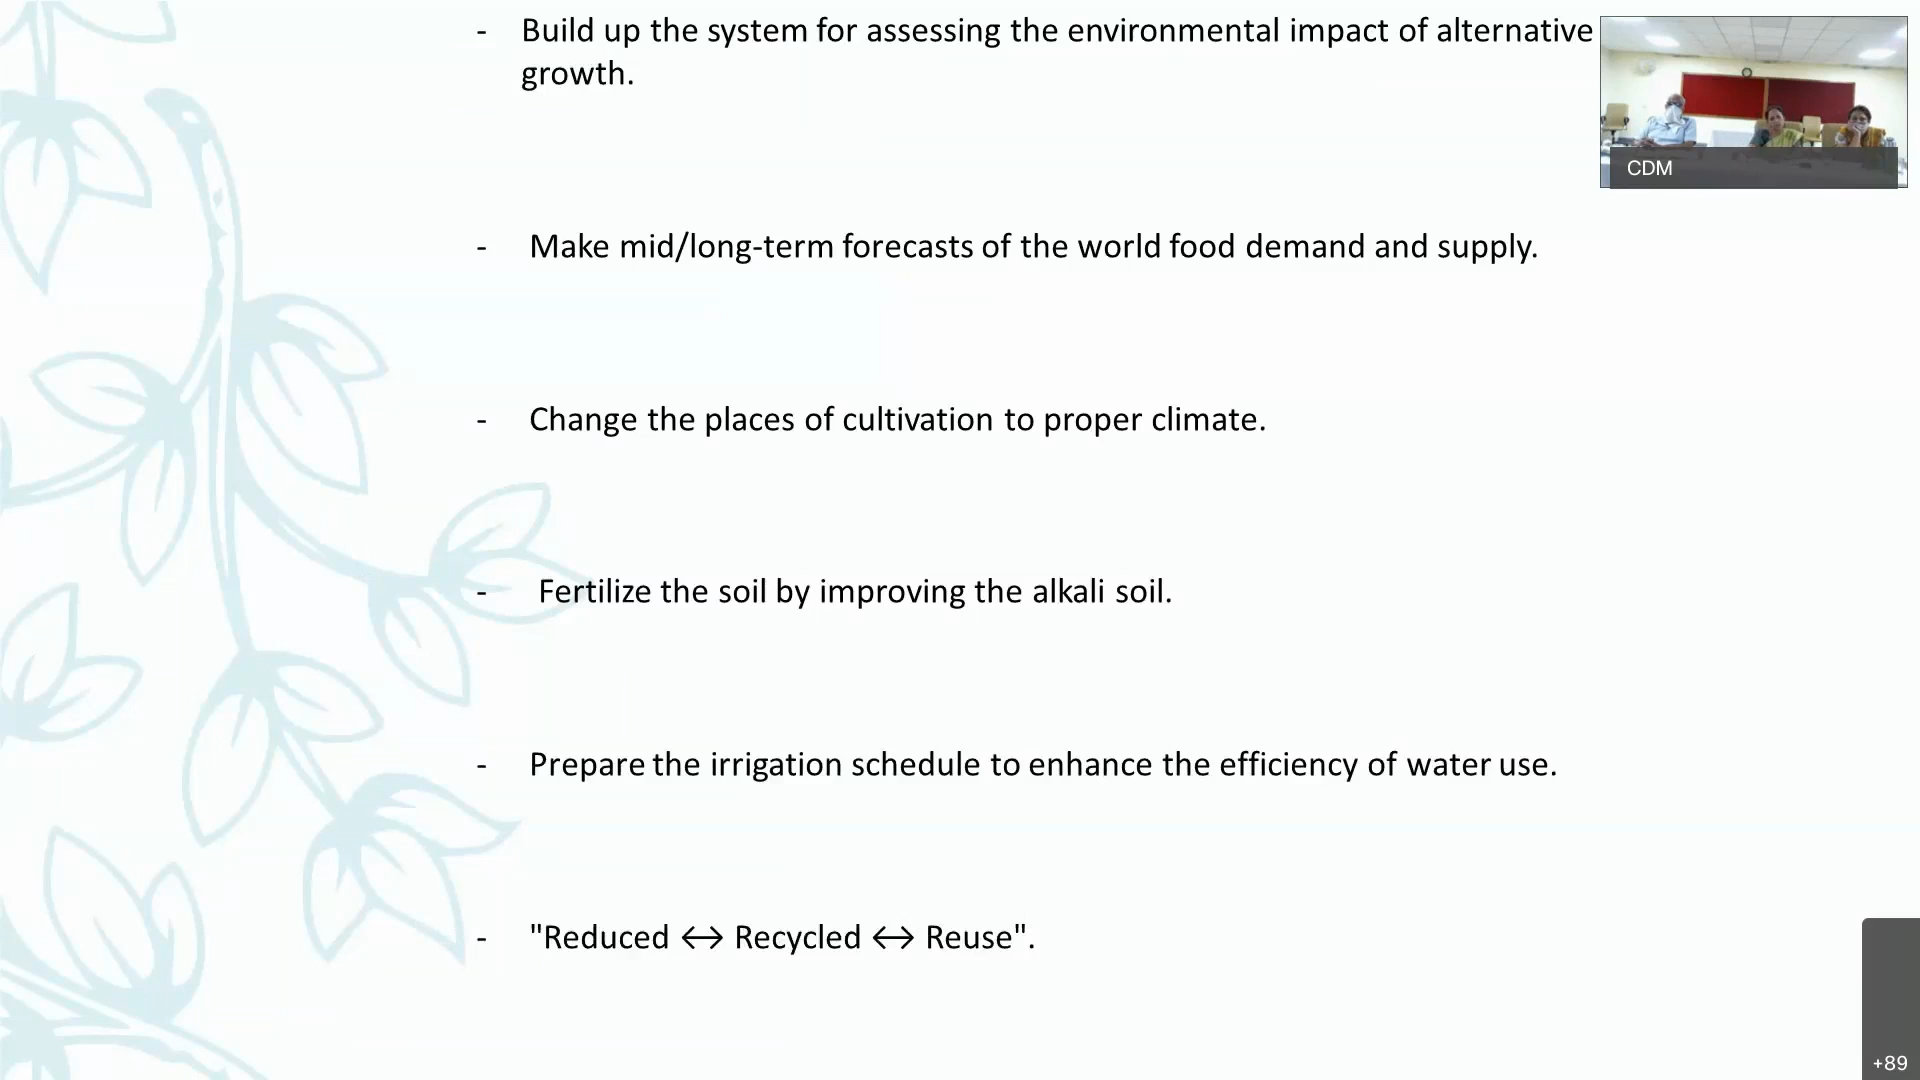 - Build up the system for assessing the environmental impact of alternative
growth.
CDM
- Make mid/long-term forecasts of the world food demand and supply.
- Change the places of cultivation to proper climate.
- Fertilize the soil by improving the alkali soil.
- Prepare the irrigation schedule to enhance the efficiency of water use.
- "Reduced ↔ Recycled ↔ Reuse".
+89